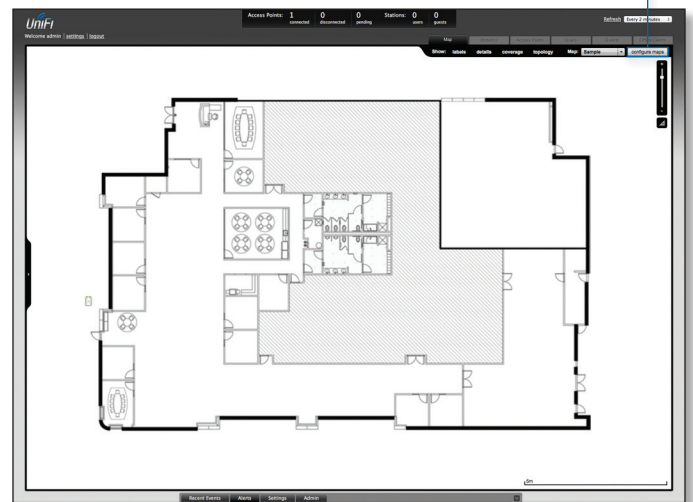 UniFi
Access Points: 1 0 0 Stations: 0 0
connected disconnected pending users guests
Refresh Every 2 minutes
Welcome admin | settings | logout
Map
Show: labels details coverage topology Map: Sample configure maps
5m
Recent Events Alerts Settings Admin